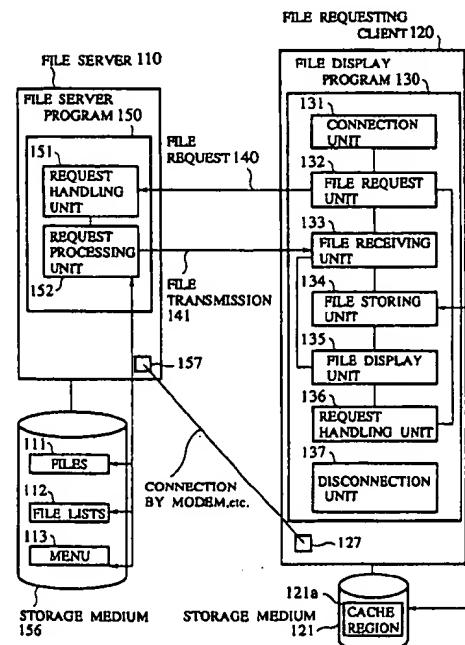 FILE REQUESTING
CLIENT 120
FILE SERVER 110
FILE SERVER
PROGRAM 150
151
REQUEST
HANDLING
UNIT
REQUEST
PROCESSING
UNIT
152
157
FILE
REQUEST 140
FILE
TRANSMISSION
141
FILE DISPLAY
PROGRAM 130
131
CONNECTION
UNIT
132
FILE REQUEST
UNIT
133
FILE RECEIVING
UNIT
134
FILE STORING
UNIT
135
FILE DISPLAY
UNIT
136
REQUEST
HANDLING UNIT
137
DISCONNECTION
UNIT
127
CONNECTION
BY MODEM,etc.
111
FILES
112
FILE LISTS
113
MENU
STORAGE MEDIUM
156
STORAGE MEDIUM
121
121a
CACHE
REGION